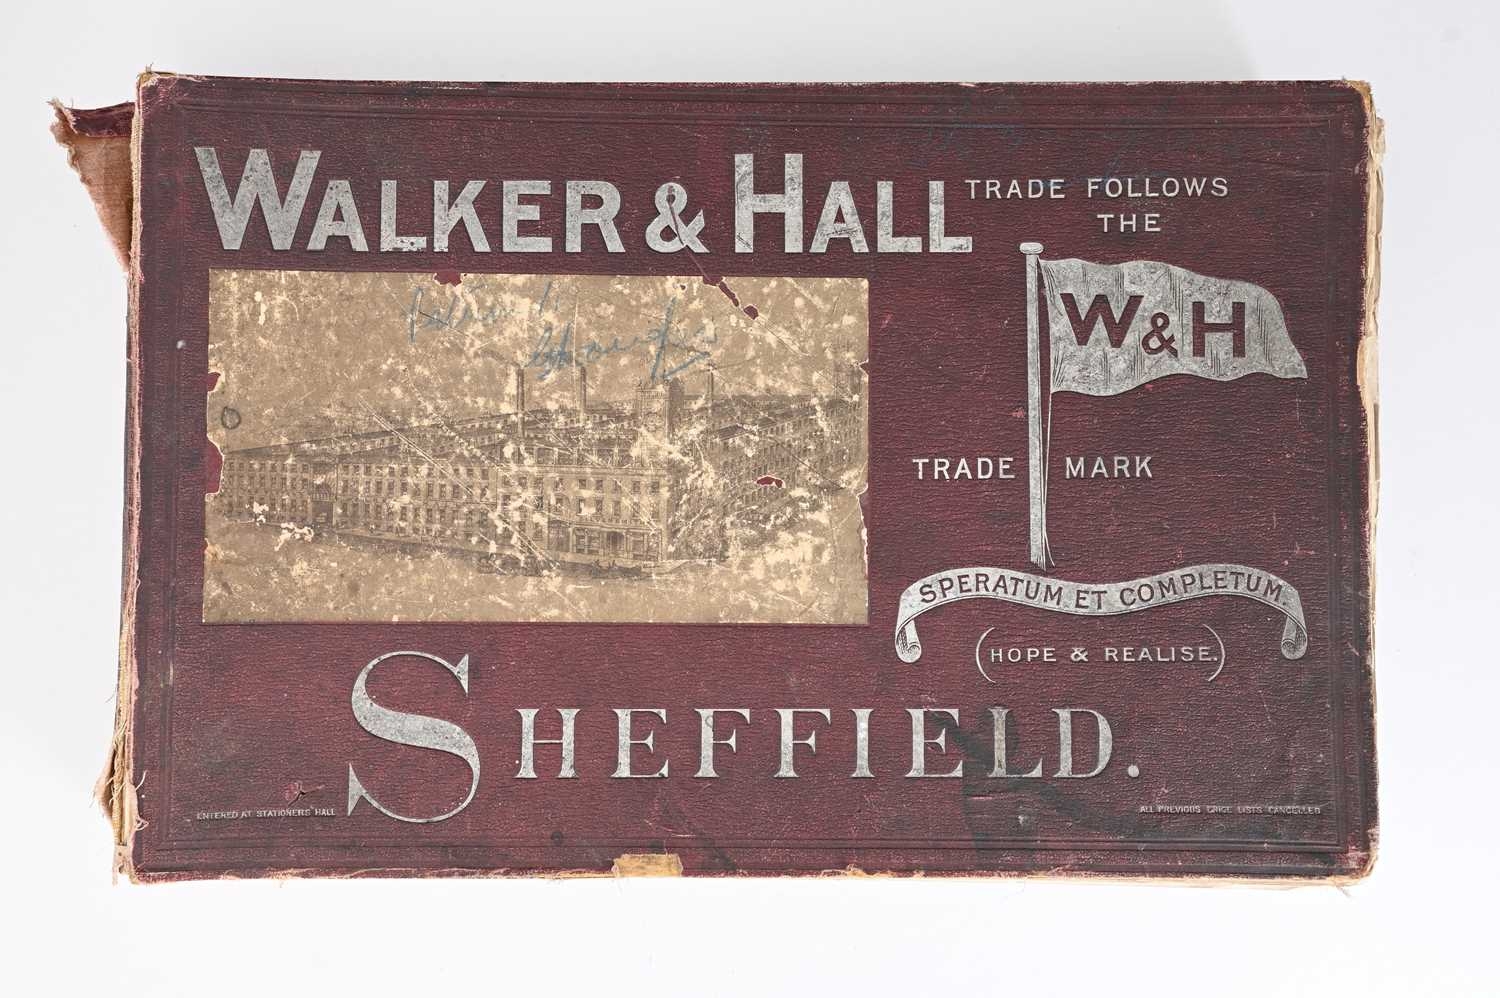 WALKER & HALL
TRADE FOLLOWS
THE
W & H
TRADE MARK
SPERATUM ET COMPLETUM.
(HOPE & REALISE.)
SHEFFIELD.
ENTERED AT STATIONERS' HALL
ALL PREVIOUS PRICE LISTS CANCELLED